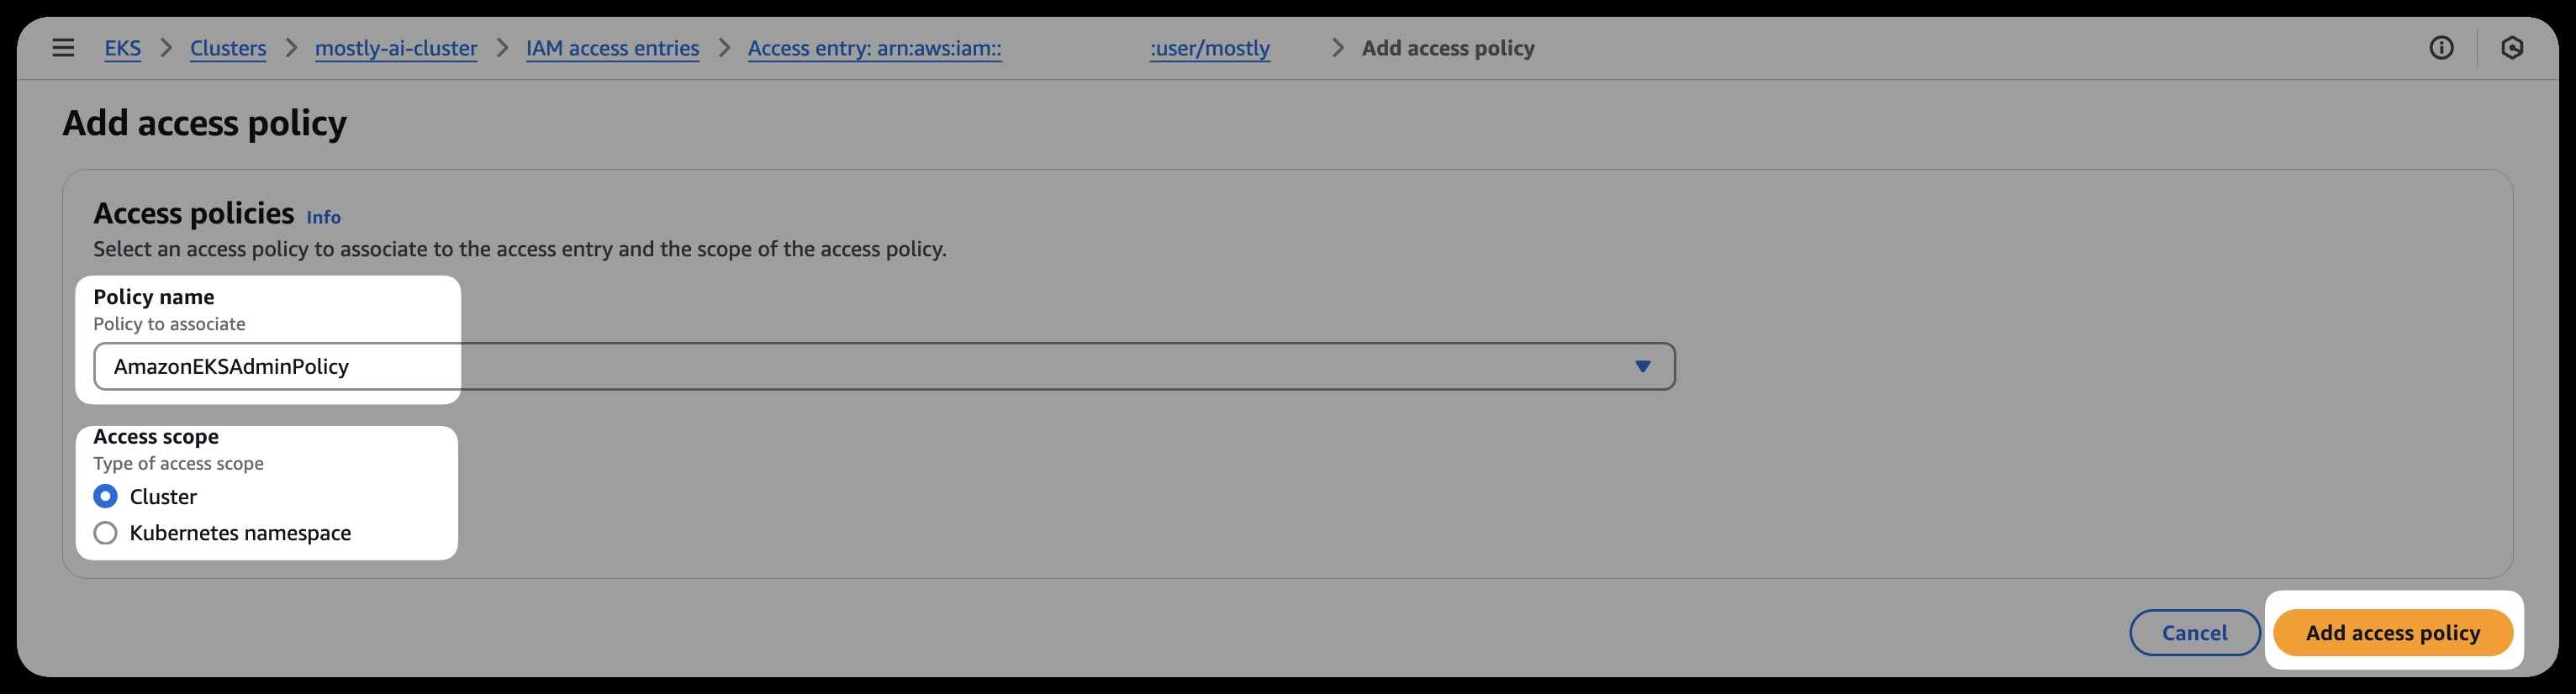 EKS > Clusters > mostly-ai-cluster > IAM access entries > Access entry: arn:aws:iam:: :user/mostly > Add access policy
Add access policy
Access policies Info
Select an access policy to associate to the access entry and the scope of the access policy.
Policy name
Policy to associate
AmazonEKSAdminPolicy
Access scope
Type of access scope
Cluster
Kubernetes namespace
Cancel Add access policy